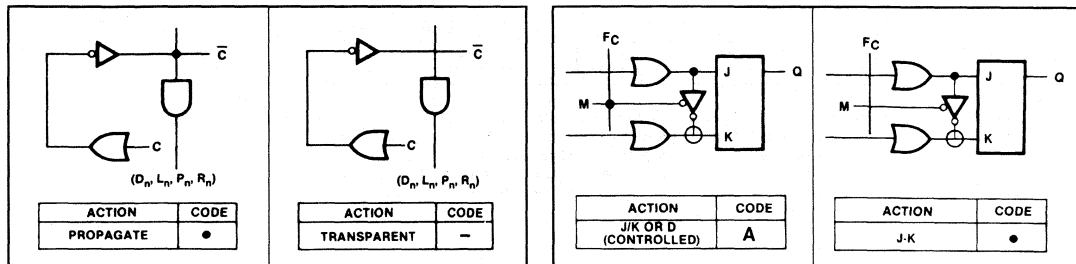 C̅
C
(Dn, Ln, Pn, Rn)
ACTION CODE
PROPAGATE ●
C̅
C
(Dn, Ln, Pn, Rn)
ACTION CODE
TRANSPARENT –
FC
J Q
M
K
ACTION CODE
J/K OR D
(CONTROLLED) A
FC
J Q
M
K
ACTION CODE
J-K ●